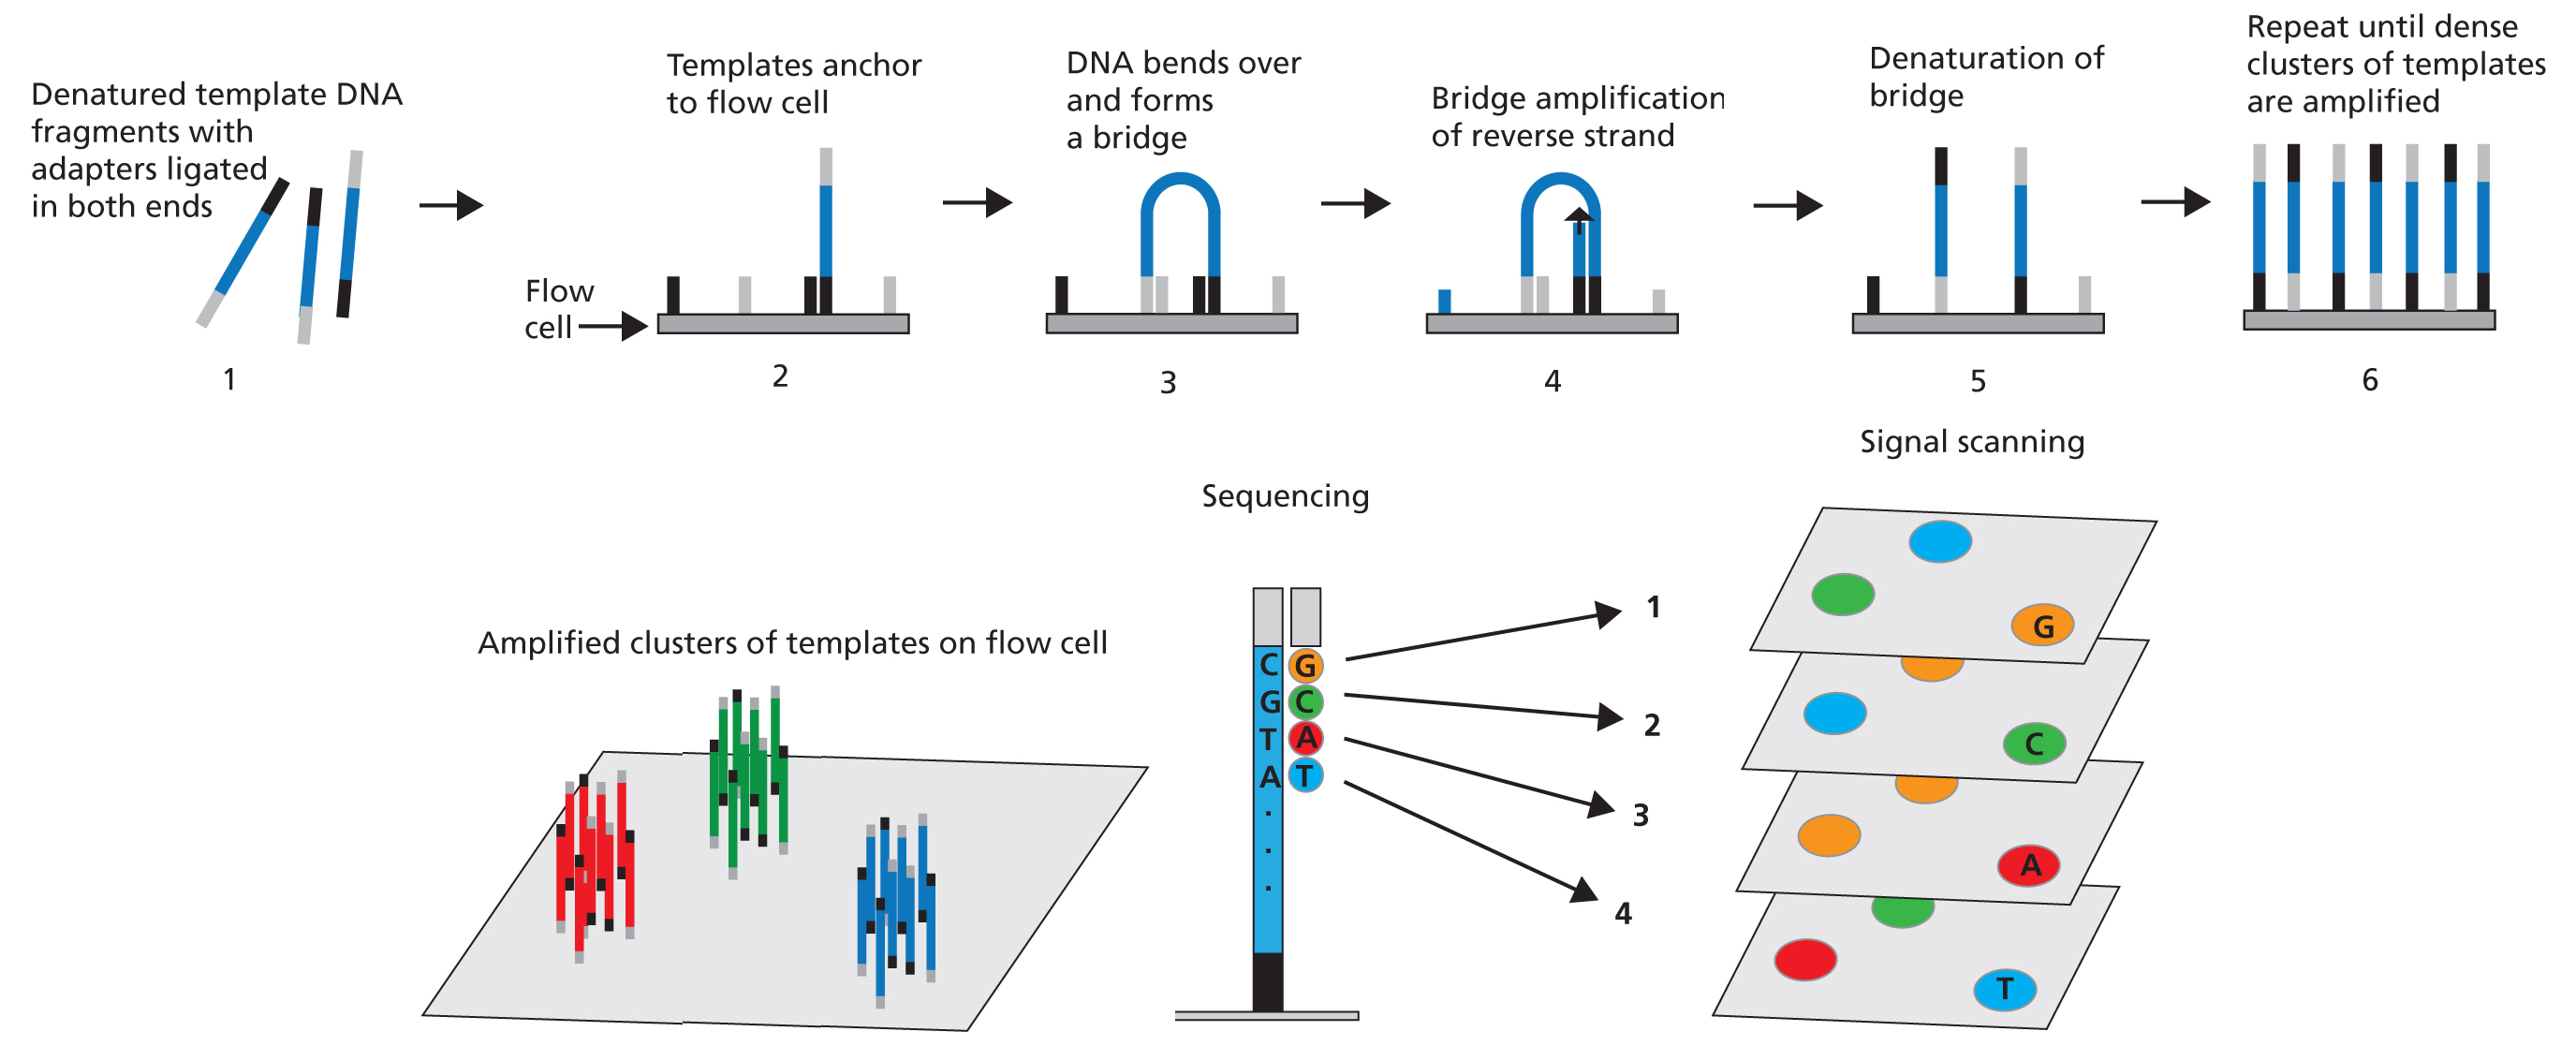 Denatured template DNA
fragments with
adapters ligated
in both ends
1
Templates anchor
to flow cell
Flow
cell
2
DNA bends over
and forms
a bridge
3
Bridge amplification
of reverse strand
4
Denaturation of
bridge
5
Repeat until dense
clusters of templates
are amplified
6
Amplified clusters of templates on flow cell
Sequencing
C G
G C
T A
A T
.
.
.
1
2
3
4
Signal scanning
G
C
A
T